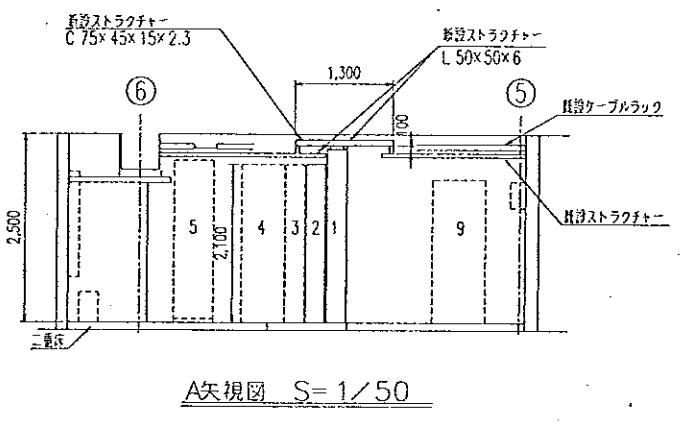 新設ストラクチャー
C 75×45×15×2.3
新設ストラクチャー
L 50×50×6
1,300
⑥
⑤
100
既設ケーブルラック
2,500
5
2,100
4
3
2
1
9
既設ストラクチャー
二重床
A矢視図 S=1/50